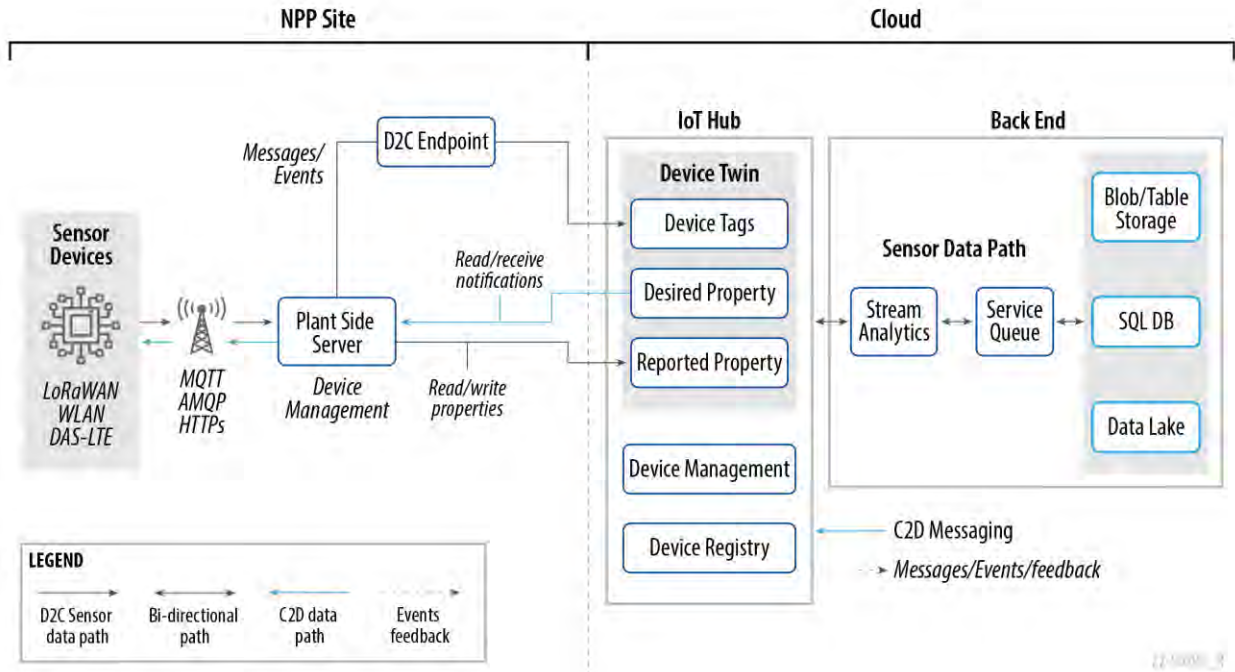 NPP Site
Cloud
IoT Hub
Back End
D2C Endpoint
Messages/
Events
Device Twin
Device Tags
Desired Property
Reported Property
Device Management
Device Registry
Sensor
Devices
LoRaWAN
WLAN
DAS-LTE
MQTT
AMQP
HTTPs
Plant Side
Server
Device
Management
Read/receive
notifications
Read/write
properties
Sensor Data Path
Stream
Analytics
Service
Queue
Blob/Table
Storage
SQL DB
Data Lake
C2D Messaging
Messages/Events/feedback
LEGEND
D2C Sensor
data path
Bi-directional
path
C2D data
path
Events
feedback